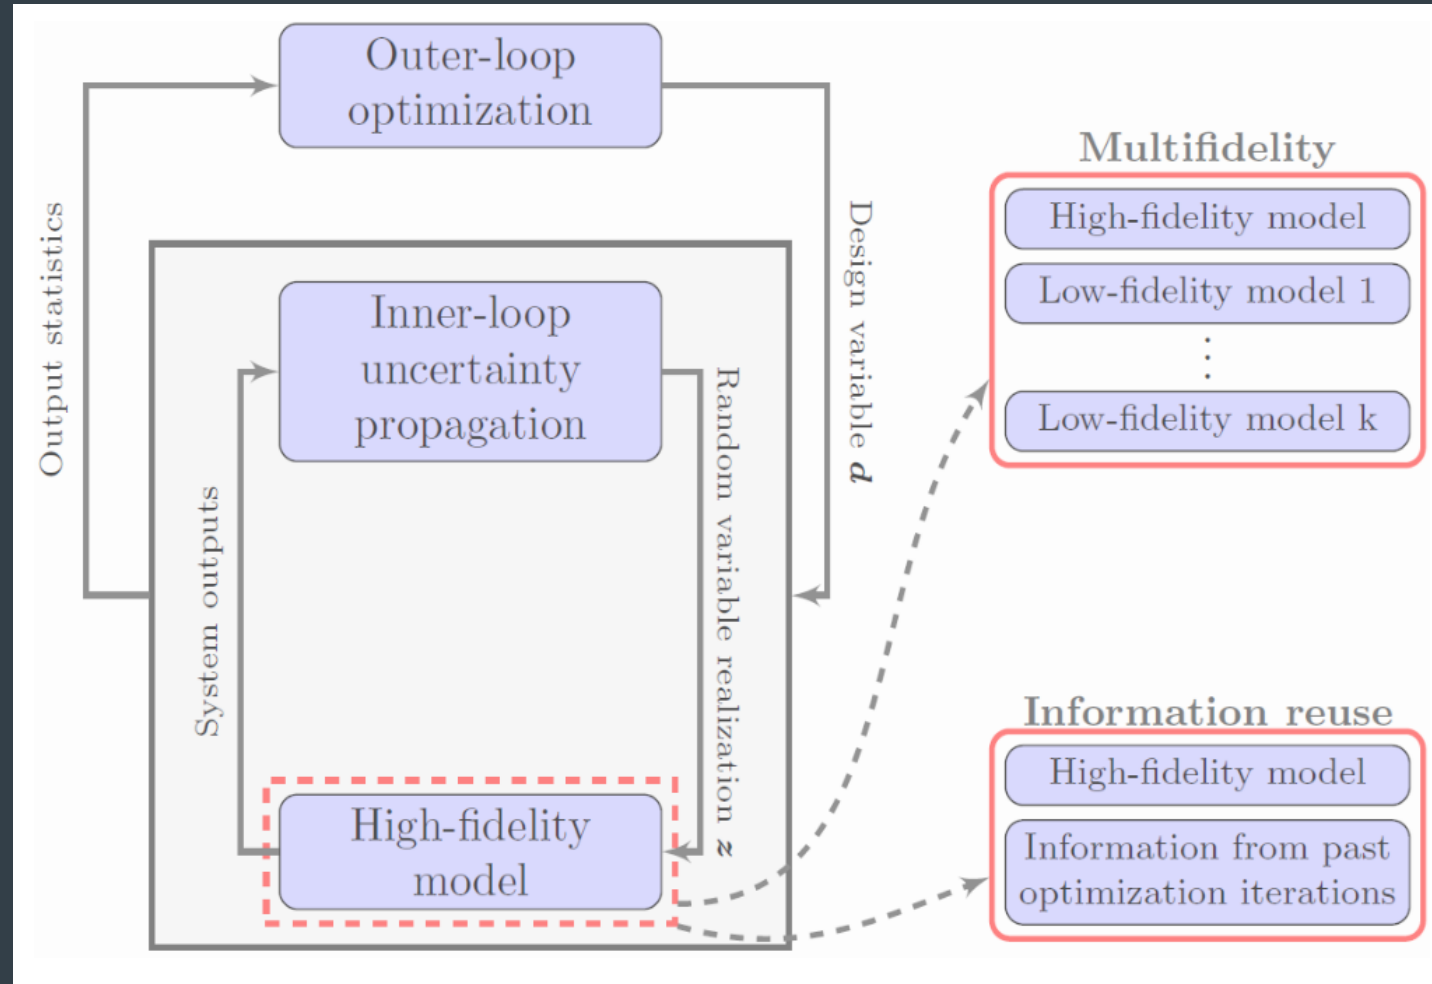 Outer-loop
optimization
Output statistics
Design variable d
Inner-loop
uncertainty
propagation
System outputs
Random variable realization z
High-fidelity
model
Multifidelity
High-fidelity model
Low-fidelity model 1
⋮
Low-fidelity model k
Information reuse
High-fidelity model
Information from past
optimization iterations